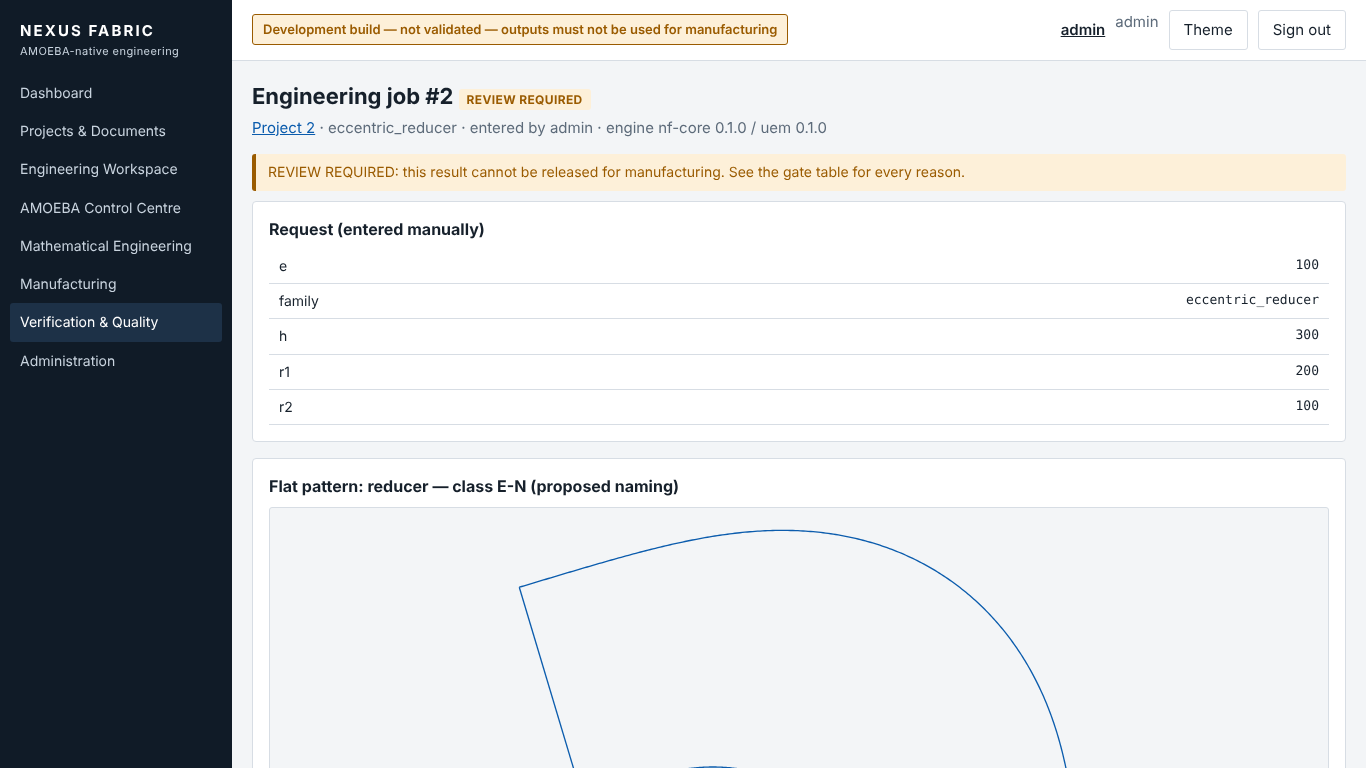 NEXUS FABRIC
AMOEBA-native engineering
Dashboard
Projects & Documents
Engineering Workspace
AMOEBA Control Centre
Mathematical Engineering
Manufacturing
Verification & Quality
Administration
Development build — not validated — outputs must not be used for manufacturing
admin admin Theme Sign out
Engineering job #2 REVIEW REQUIRED
Project 2 · eccentric_reducer · entered by admin · engine nf-core 0.1.0 / uem 0.1.0
REVIEW REQUIRED: this result cannot be released for manufacturing. See the gate table for every reason.
Request (entered manually)
e 100
family eccentric_reducer
h 300
r1 200
r2 100
Flat pattern: reducer — class E-N (proposed naming)